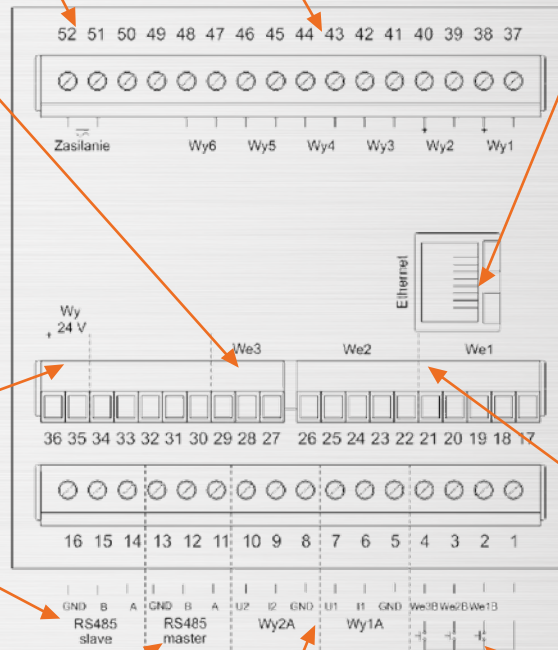 52 51 50 49 48 47 46 45 44 43 42 41 40 39 38 37
Zasilanie Wy6 Wy5 Wy4 Wy3 + Wy2 + Wy1
Ethernet
Wy
+ 24 V
We3 We2 We1
36 35 34 33 32 31 30 29 28 27 26 25 24 23 22 21 20 19 18 17
16 15 14 13 12 11 10 9 8 7 6 5 4 3 2 1
GND B A GND B A U2 I2 GND U1 I1 GND We3B We2B We1B
RS485 RS485 Wy2A Wy1A
slave master